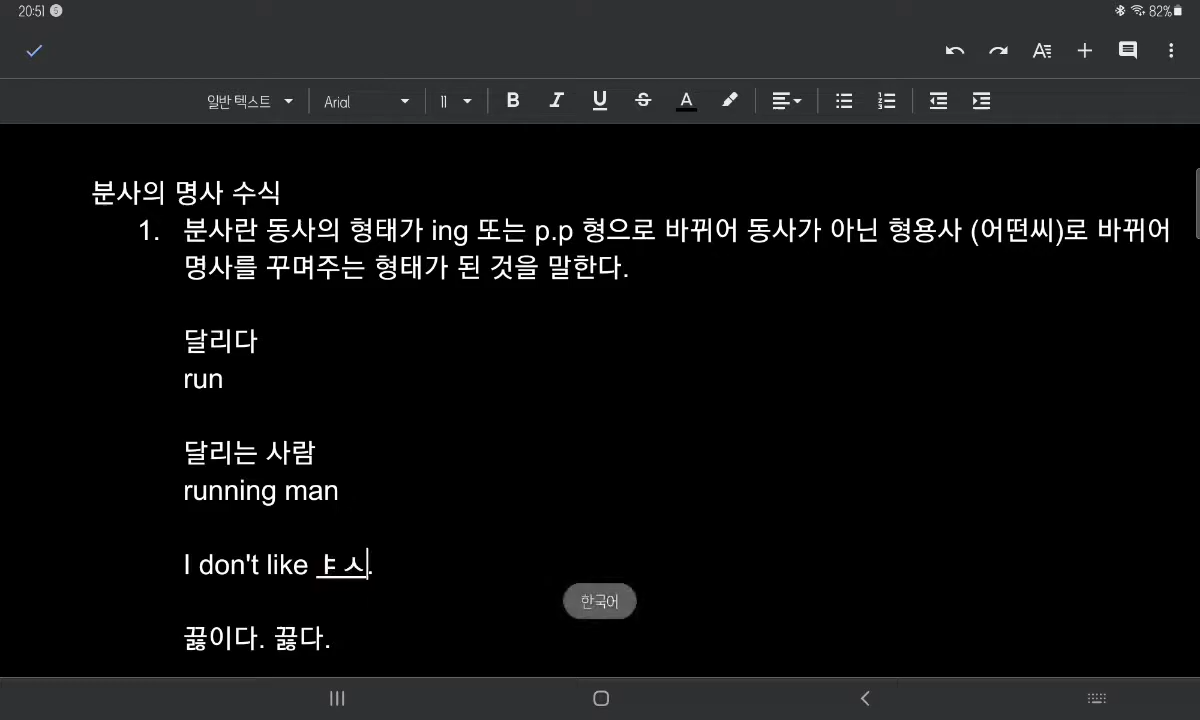 20:51
82%
일반 텍스트
Arial
11
B I U S A
분사의 명사 수식
1. 분사란 동사의 형태가 ing 또는 p.p 형으로 바뀌어 동사가 아닌 형용사 (어떤씨)로 바뀌어
명사를 꾸며주는 형태가 된 것을 말한다.
달리다
run
달리는 사람
running man
I don't like ㅑㅅ.
한국어
끓이다. 끓다.